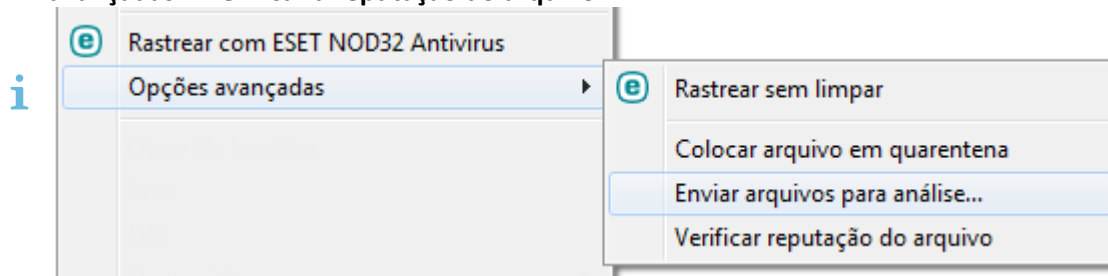 Rastrear com ESET NOD32 Antivirus
Opções avançadas
Rastrear sem limpar
Colocar arquivo em quarentena
Enviar arquivos para análise...
Verificar reputação do arquivo